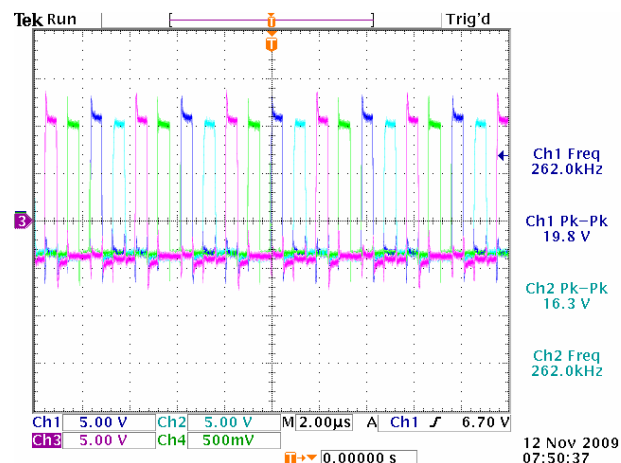 Tek Run Trig'd
T
T
3
Ch1 Freq
262.0kHz
Ch1 Pk-Pk
19.8 V
Ch2 Pk-Pk
16.3 V
Ch2 Freq
262.0kHz
Ch1 5.00 V Ch2 5.00 V M 2.00µs A Ch1 6.70 V
Ch3 5.00 V Ch4 500mV
T 0.00000 s
12 Nov 2009
07:50:37